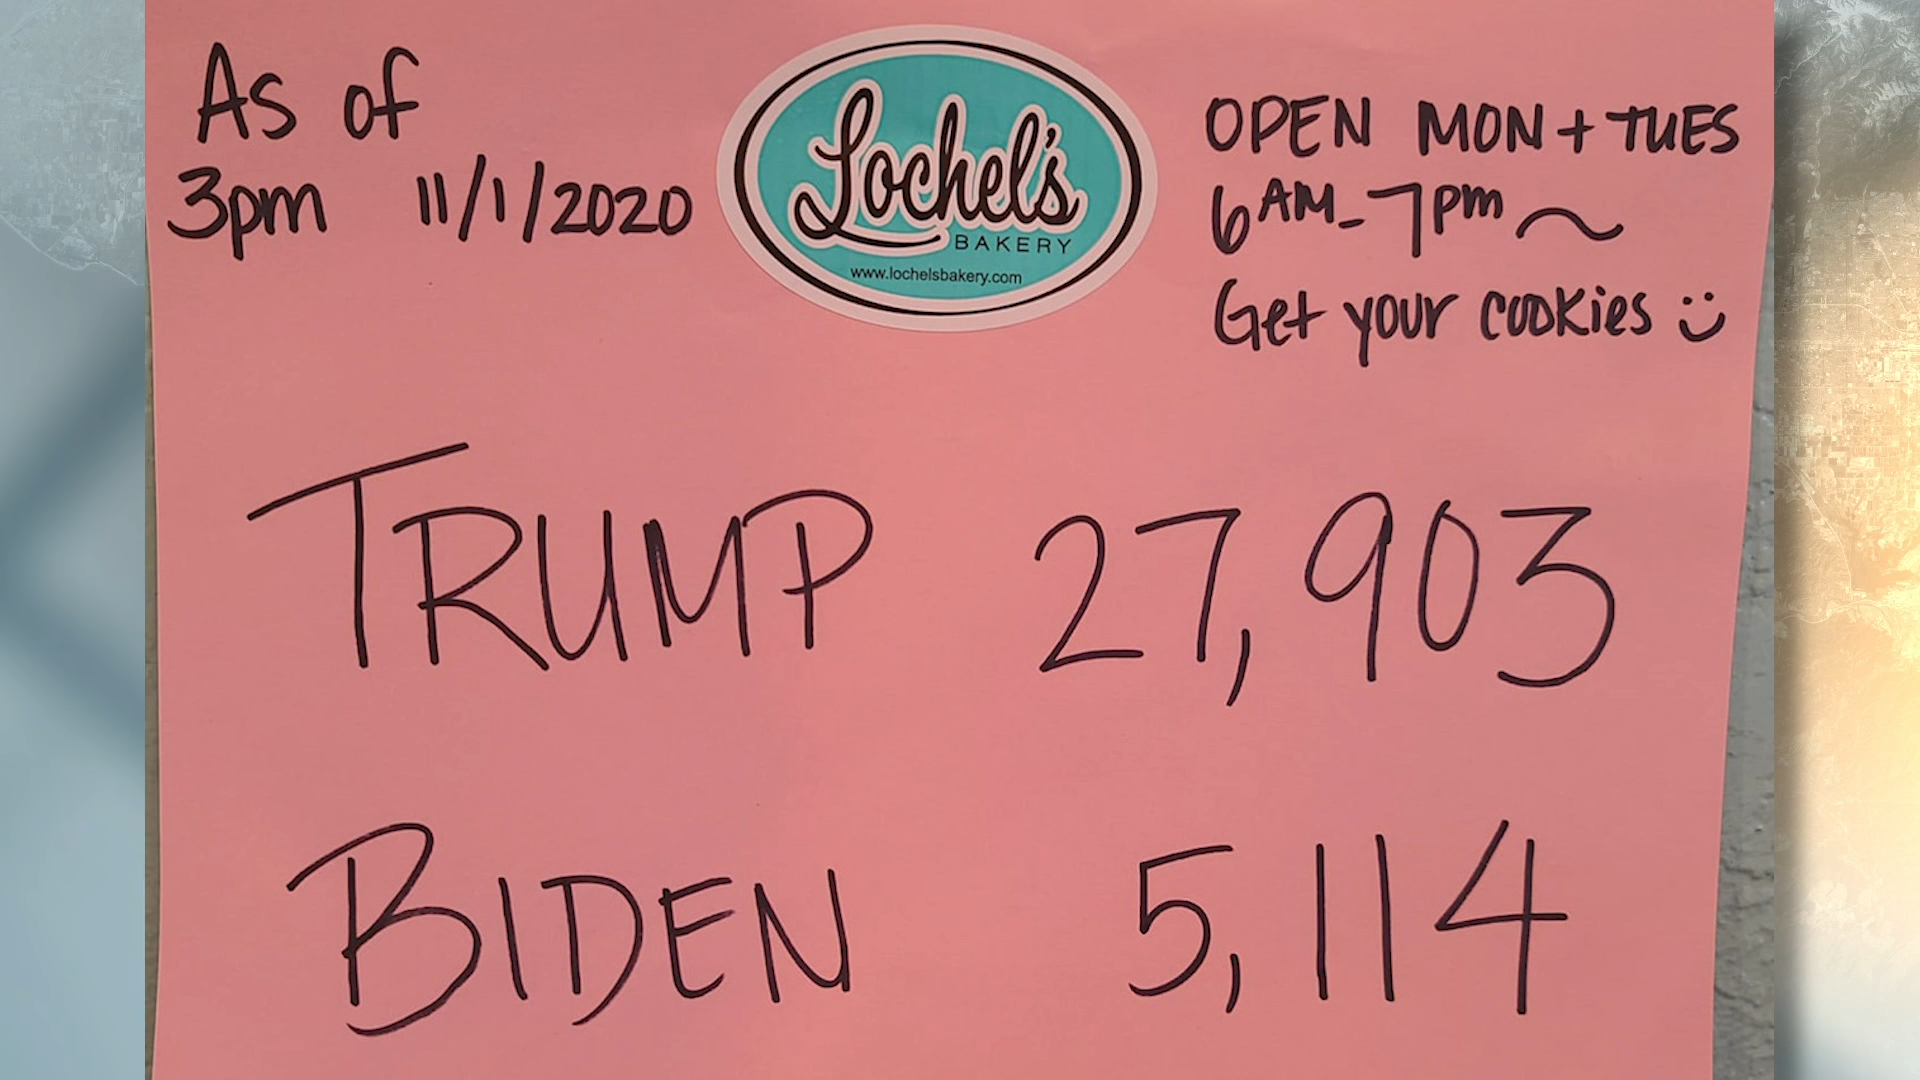 As of
3pm 11/1/2020
Lochel's
BAKERY
www.lochelsbakery.com
OPEN MON + TUES
6AM-7pm ~
Get your cookies :)
TRUMP 27,903
BIDEN 5,114